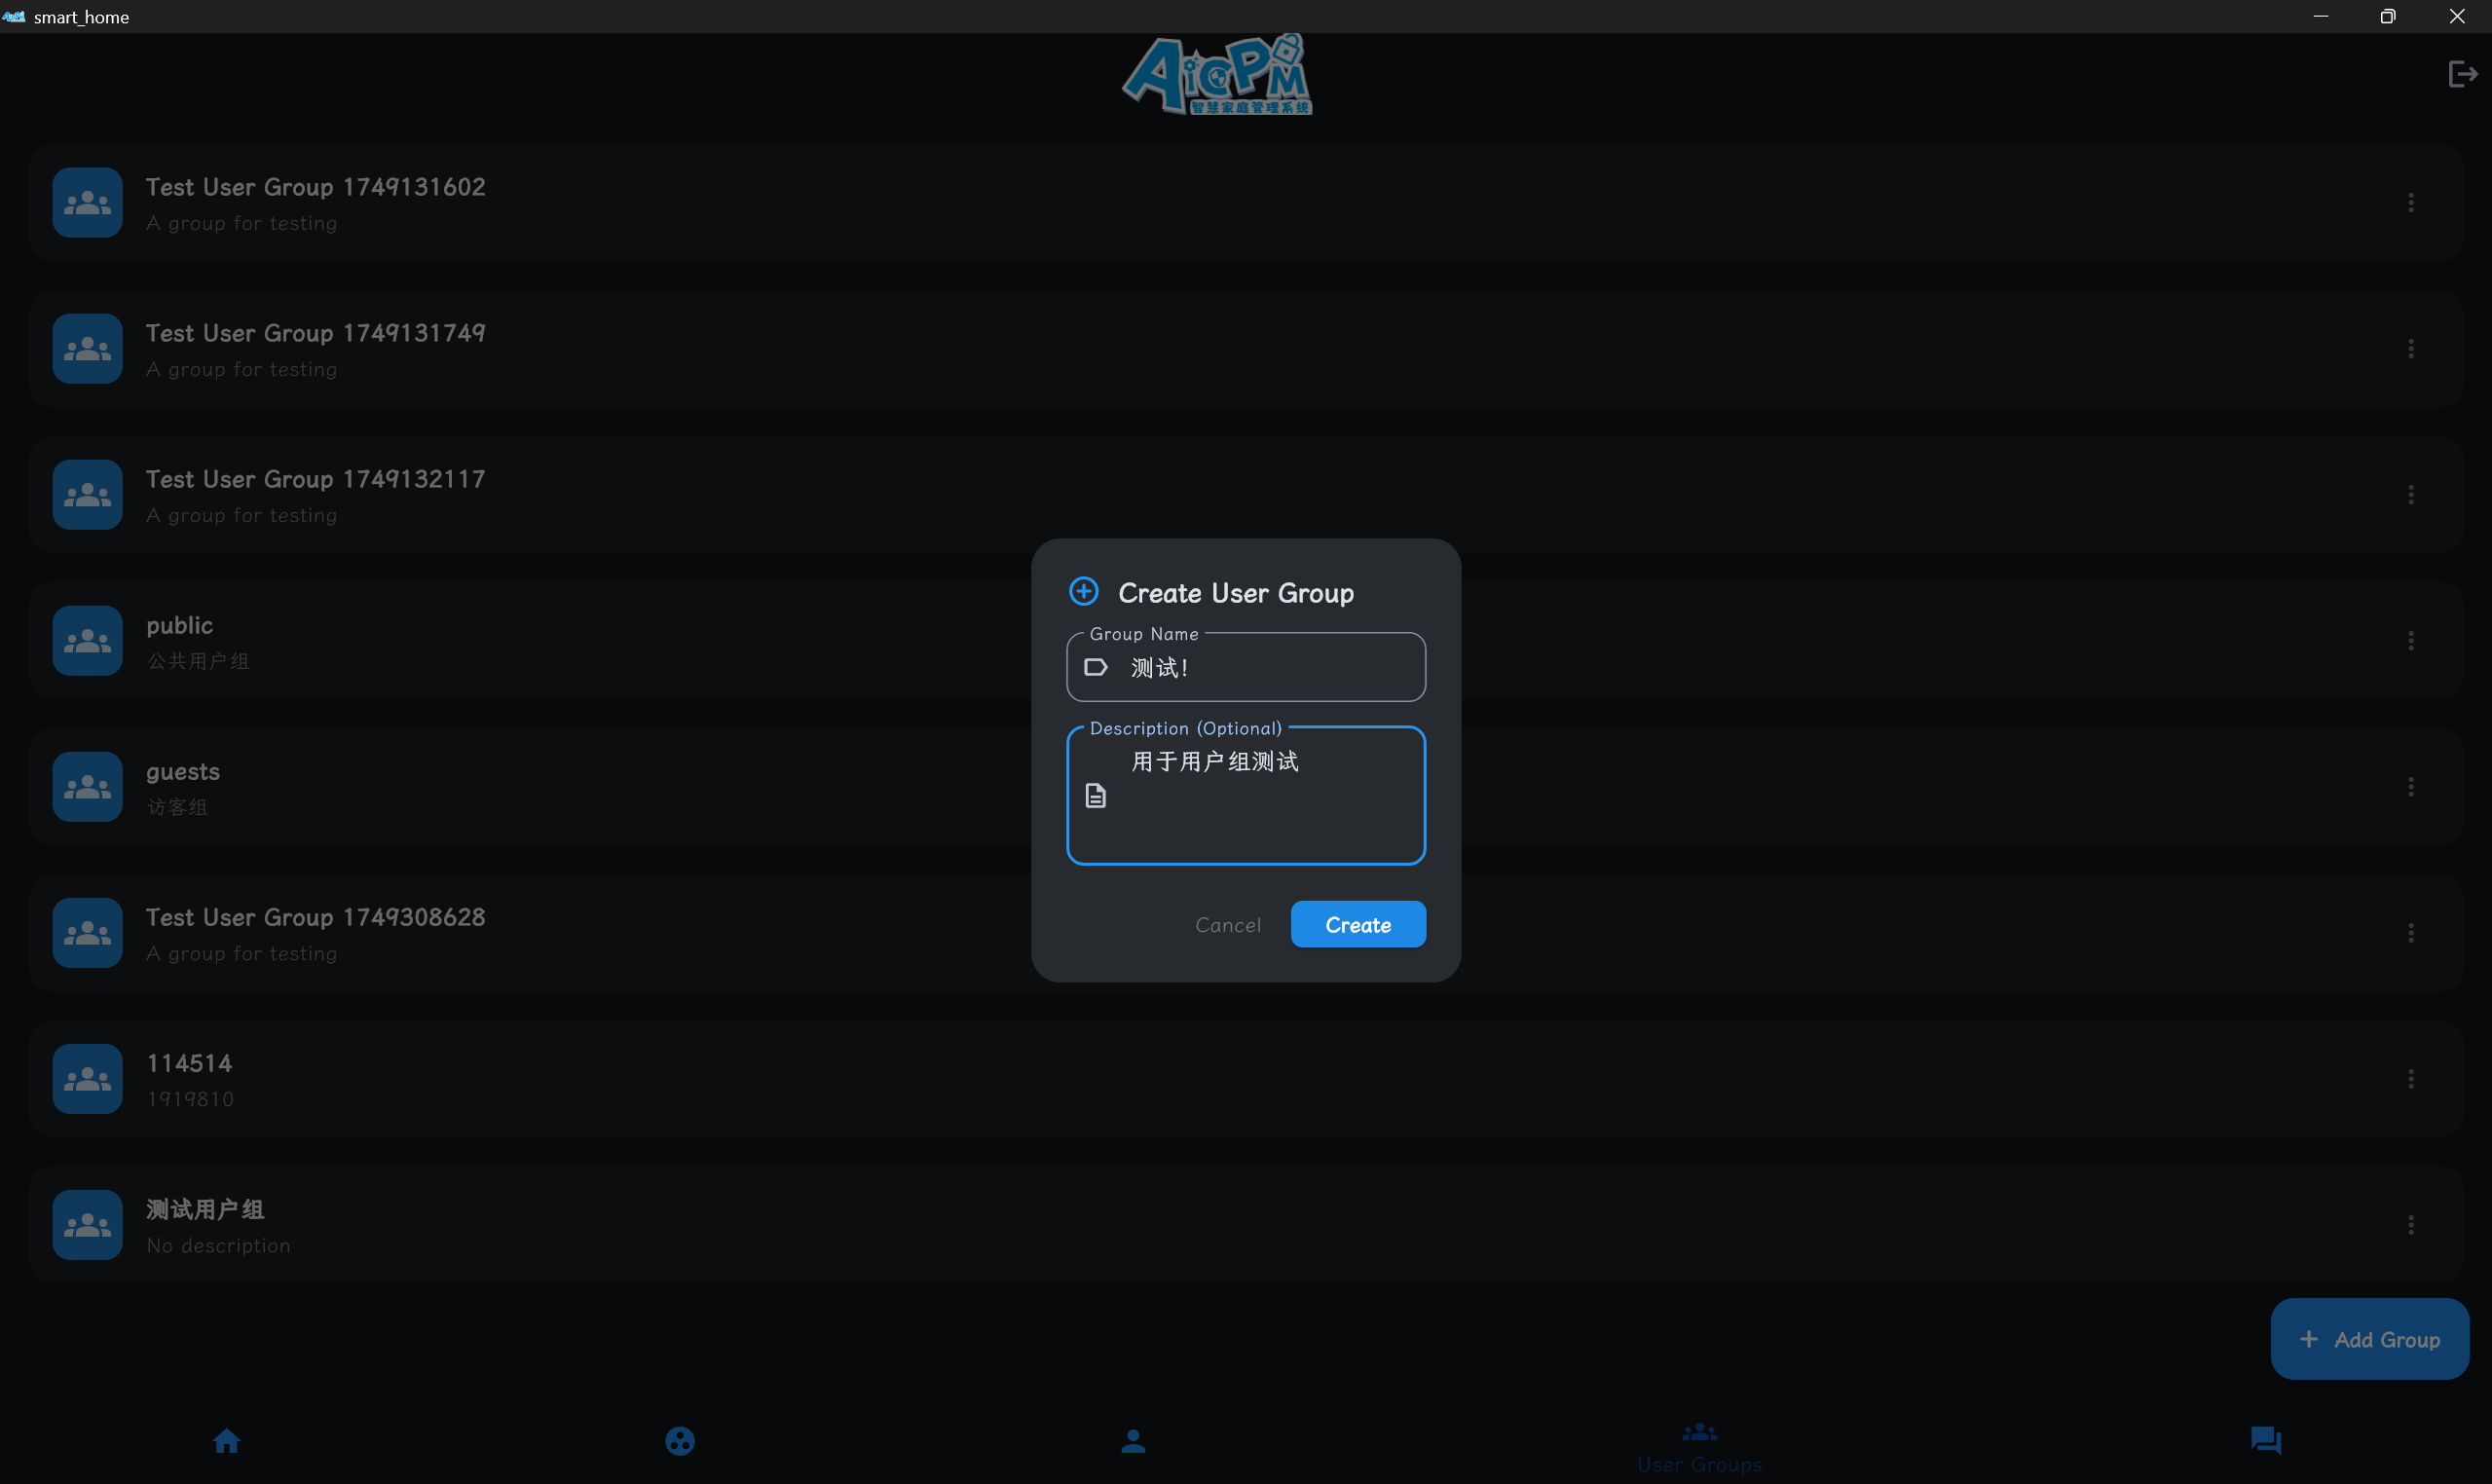 smart_home
AiCPM
智慧家庭管理系统
Test User Group 1749131602
A group for testing
Test User Group 1749131749
A group for testing
Test User Group 1749132117
A group for testing
public
公共用户组
guests
访客组
Test User Group 1749308628
A group for testing
114514
1919810
测试用户组
No description
Create User Group
Group Name
测试!
Description (Optional)
用于用户组测试
Cancel
Create
Add Group
User Groups